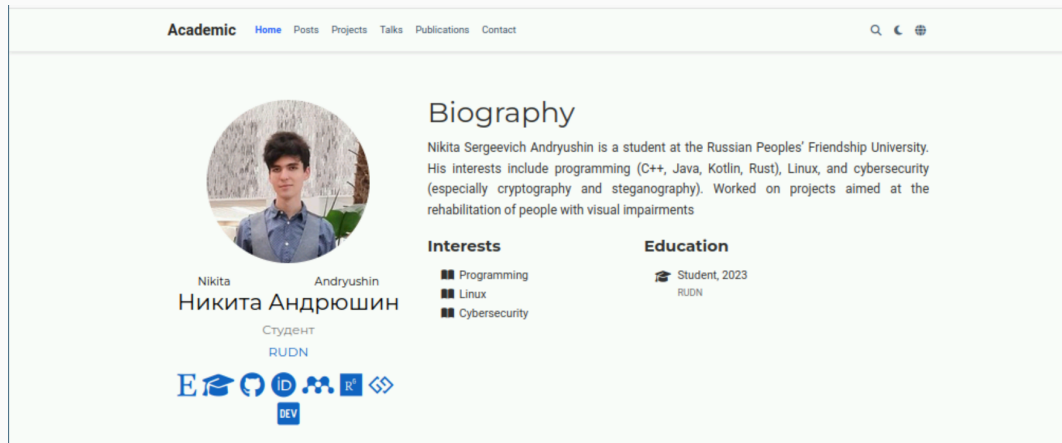 Academic Home Posts Projects Talks Publications Contact
Biography
Nikita Sergeevich Andryushin is a student at the Russian Peoples' Friendship University.
His interests include programming (C++, Java, Kotlin, Rust), Linux, and cybersecurity
(especially cryptography and steganography). Worked on projects aimed at the
rehabilitation of people with visual impairments
Interests
Programming
Linux
Cybersecurity
Education
Student, 2023
RUDN
Nikita Andryushin
Никита Андрюшин
Студент
RUDN
E iD R⁶
DEV